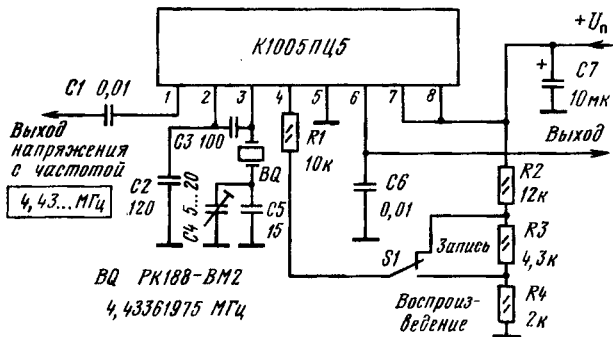 К1005ПЦ5
+Uп
C1 0,01
1
2
3
4
5
6
7
8
+
C7
10мк
Выход
напряжения
с частотой
4,43...МГц
C3 100
R1
10к
Выход
BQ
C2
120
C4 5...20
C5
15
C6
0,01
R2
12к
S1
Запись
R3
4,3к
Воспроиз-
ведение
R4
2к
BQ РК188-ВМ2
4,43361975 МГц